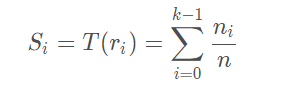 S_i = T(r_i) = \sum_{i=0}^{k-1} \frac{n_i}{n}